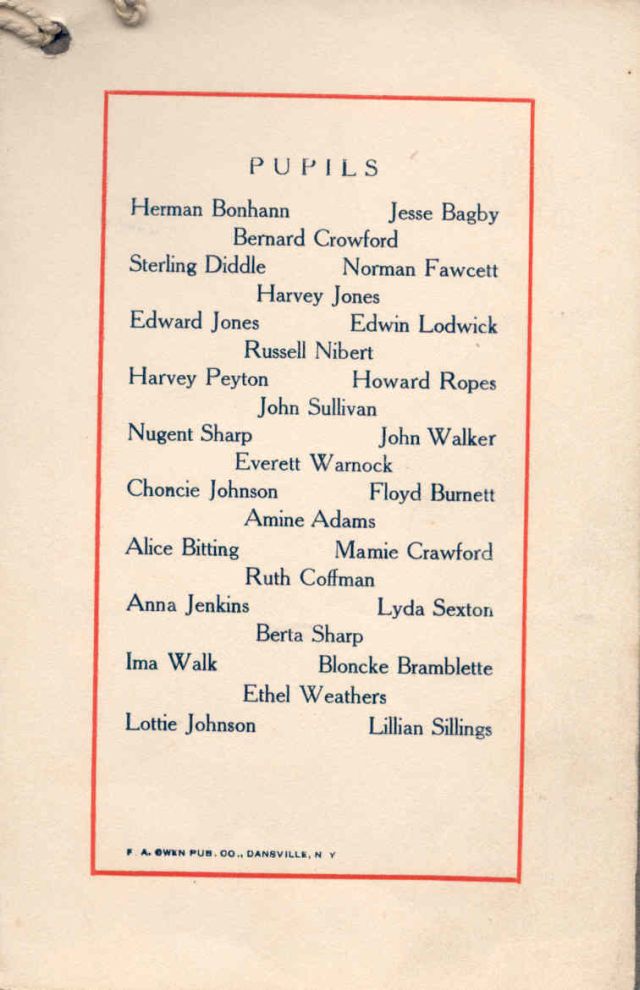 PUPILS
Herman Bonhann Jesse Bagby
Bernard Crowford
Sterling Diddle Norman Fawcett
Harvey Jones
Edward Jones Edwin Lodwick
Russell Nibert
Harvey Peyton Howard Ropes
John Sullivan
Nugent Sharp John Walker
Everett Warnock
Choncie Johnson Floyd Burnett
Amine Adams
Alice Bitting Mamie Crawford
Ruth Coffman
Anna Jenkins Lyda Sexton
Berta Sharp
Ima Walk Bloncke Bramblette
Ethel Weathers
Lottie Johnson Lillian Sillings
F. A. OWEN PUB. CO., DANSVILLE, N Y